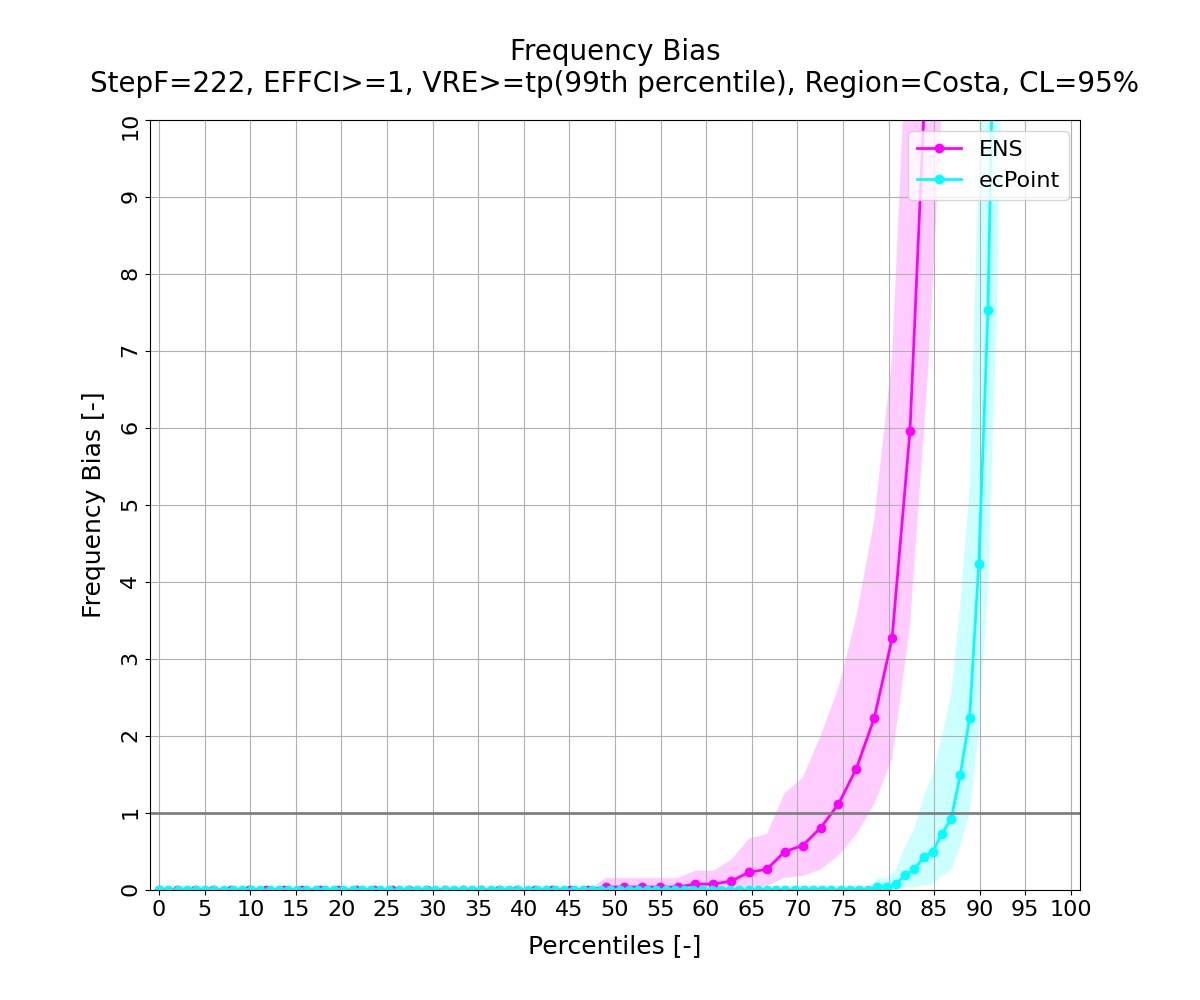 Frequency Bias
StepF=222, EFFCI>=1, VRE>=tp(99th percentile), Region=Costa, CL=95%
10
9
8
7
6
5
4
3
2
1
0
Frequency Bias [-]
ENS
ecPoint
0 5 10 15 20 25 30 35 40 45 50 55 60 65 70 75 80 85 90 95 100
Percentiles [-]